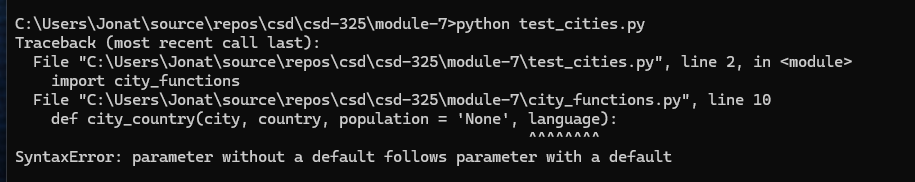 C:\Users\Jonat\source\repos\csd\csd-325\module-7>python test_cities.py
Traceback (most recent call last):
  File "C:\Users\Jonat\source\repos\csd\csd-325\module-7\test_cities.py", line 2, in <module>
    import city_functions
  File "C:\Users\Jonat\source\repos\csd\csd-325\module-7\city_functions.py", line 10
    def city_country(city, country, population = 'None', language):
                                                         ^^^^^^^^
SyntaxError: parameter without a default follows parameter with a default